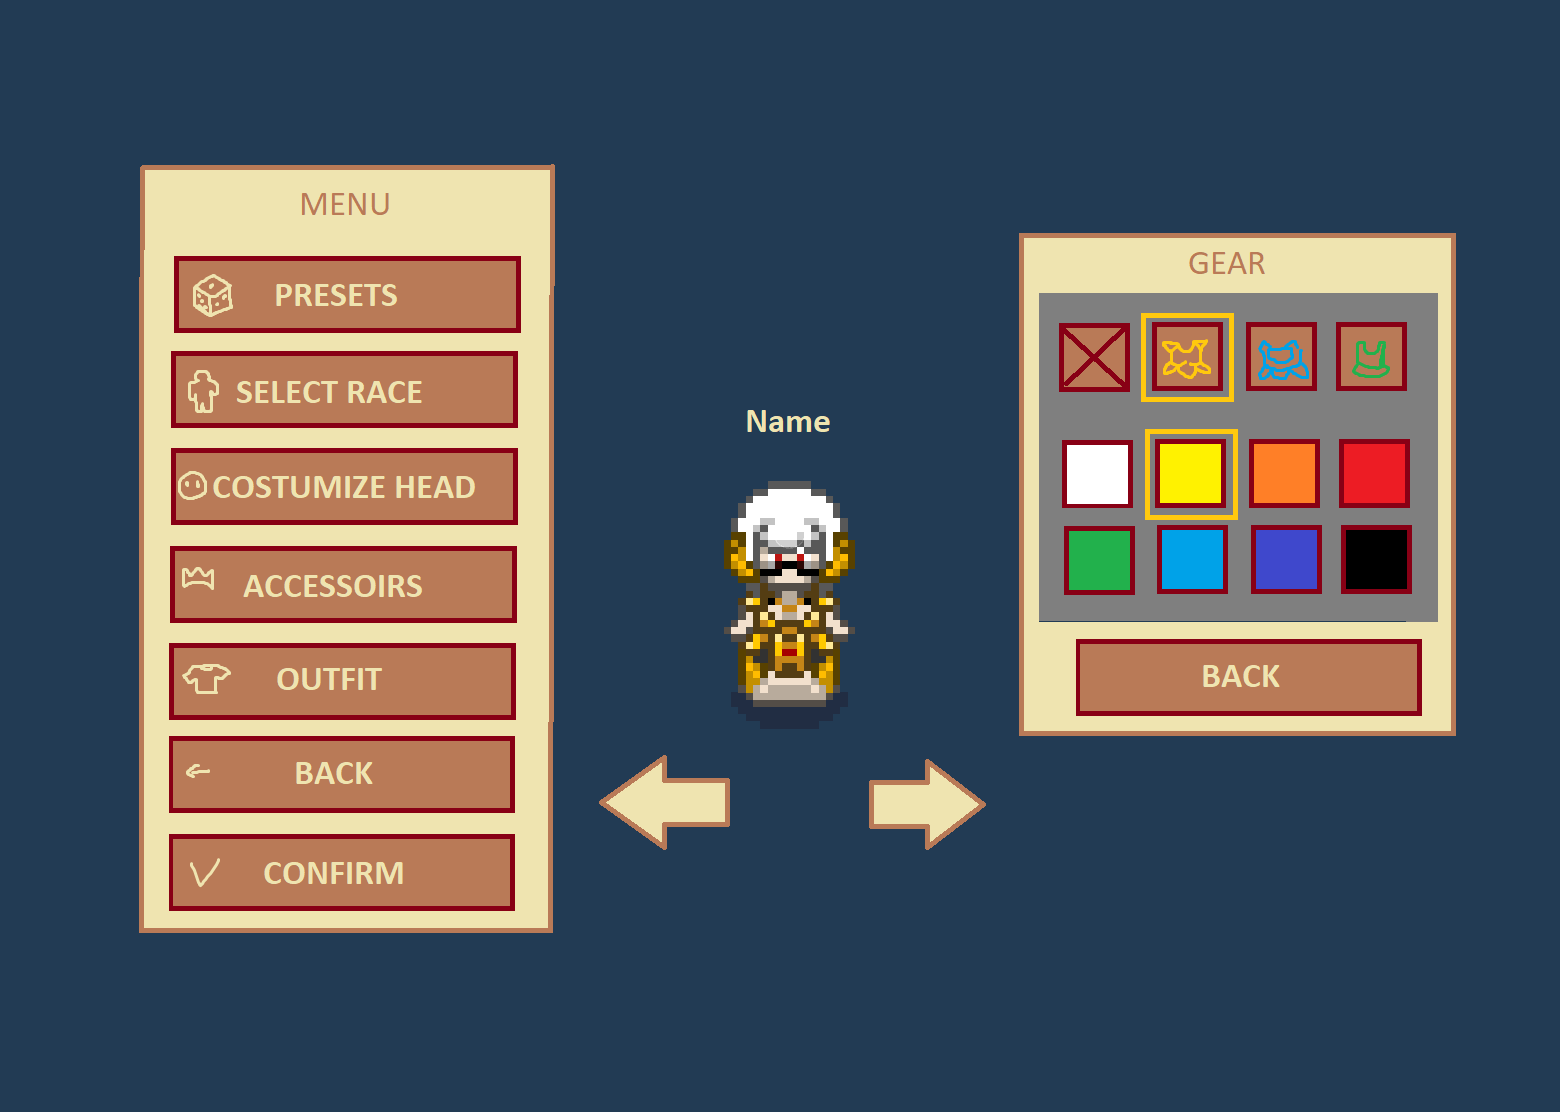 MENU
PRESETS
SELECT RACE
COSTUMIZE HEAD
ACCESSOIRS
OUTFIT
BACK
CONFIRM
Name
GEAR
BACK